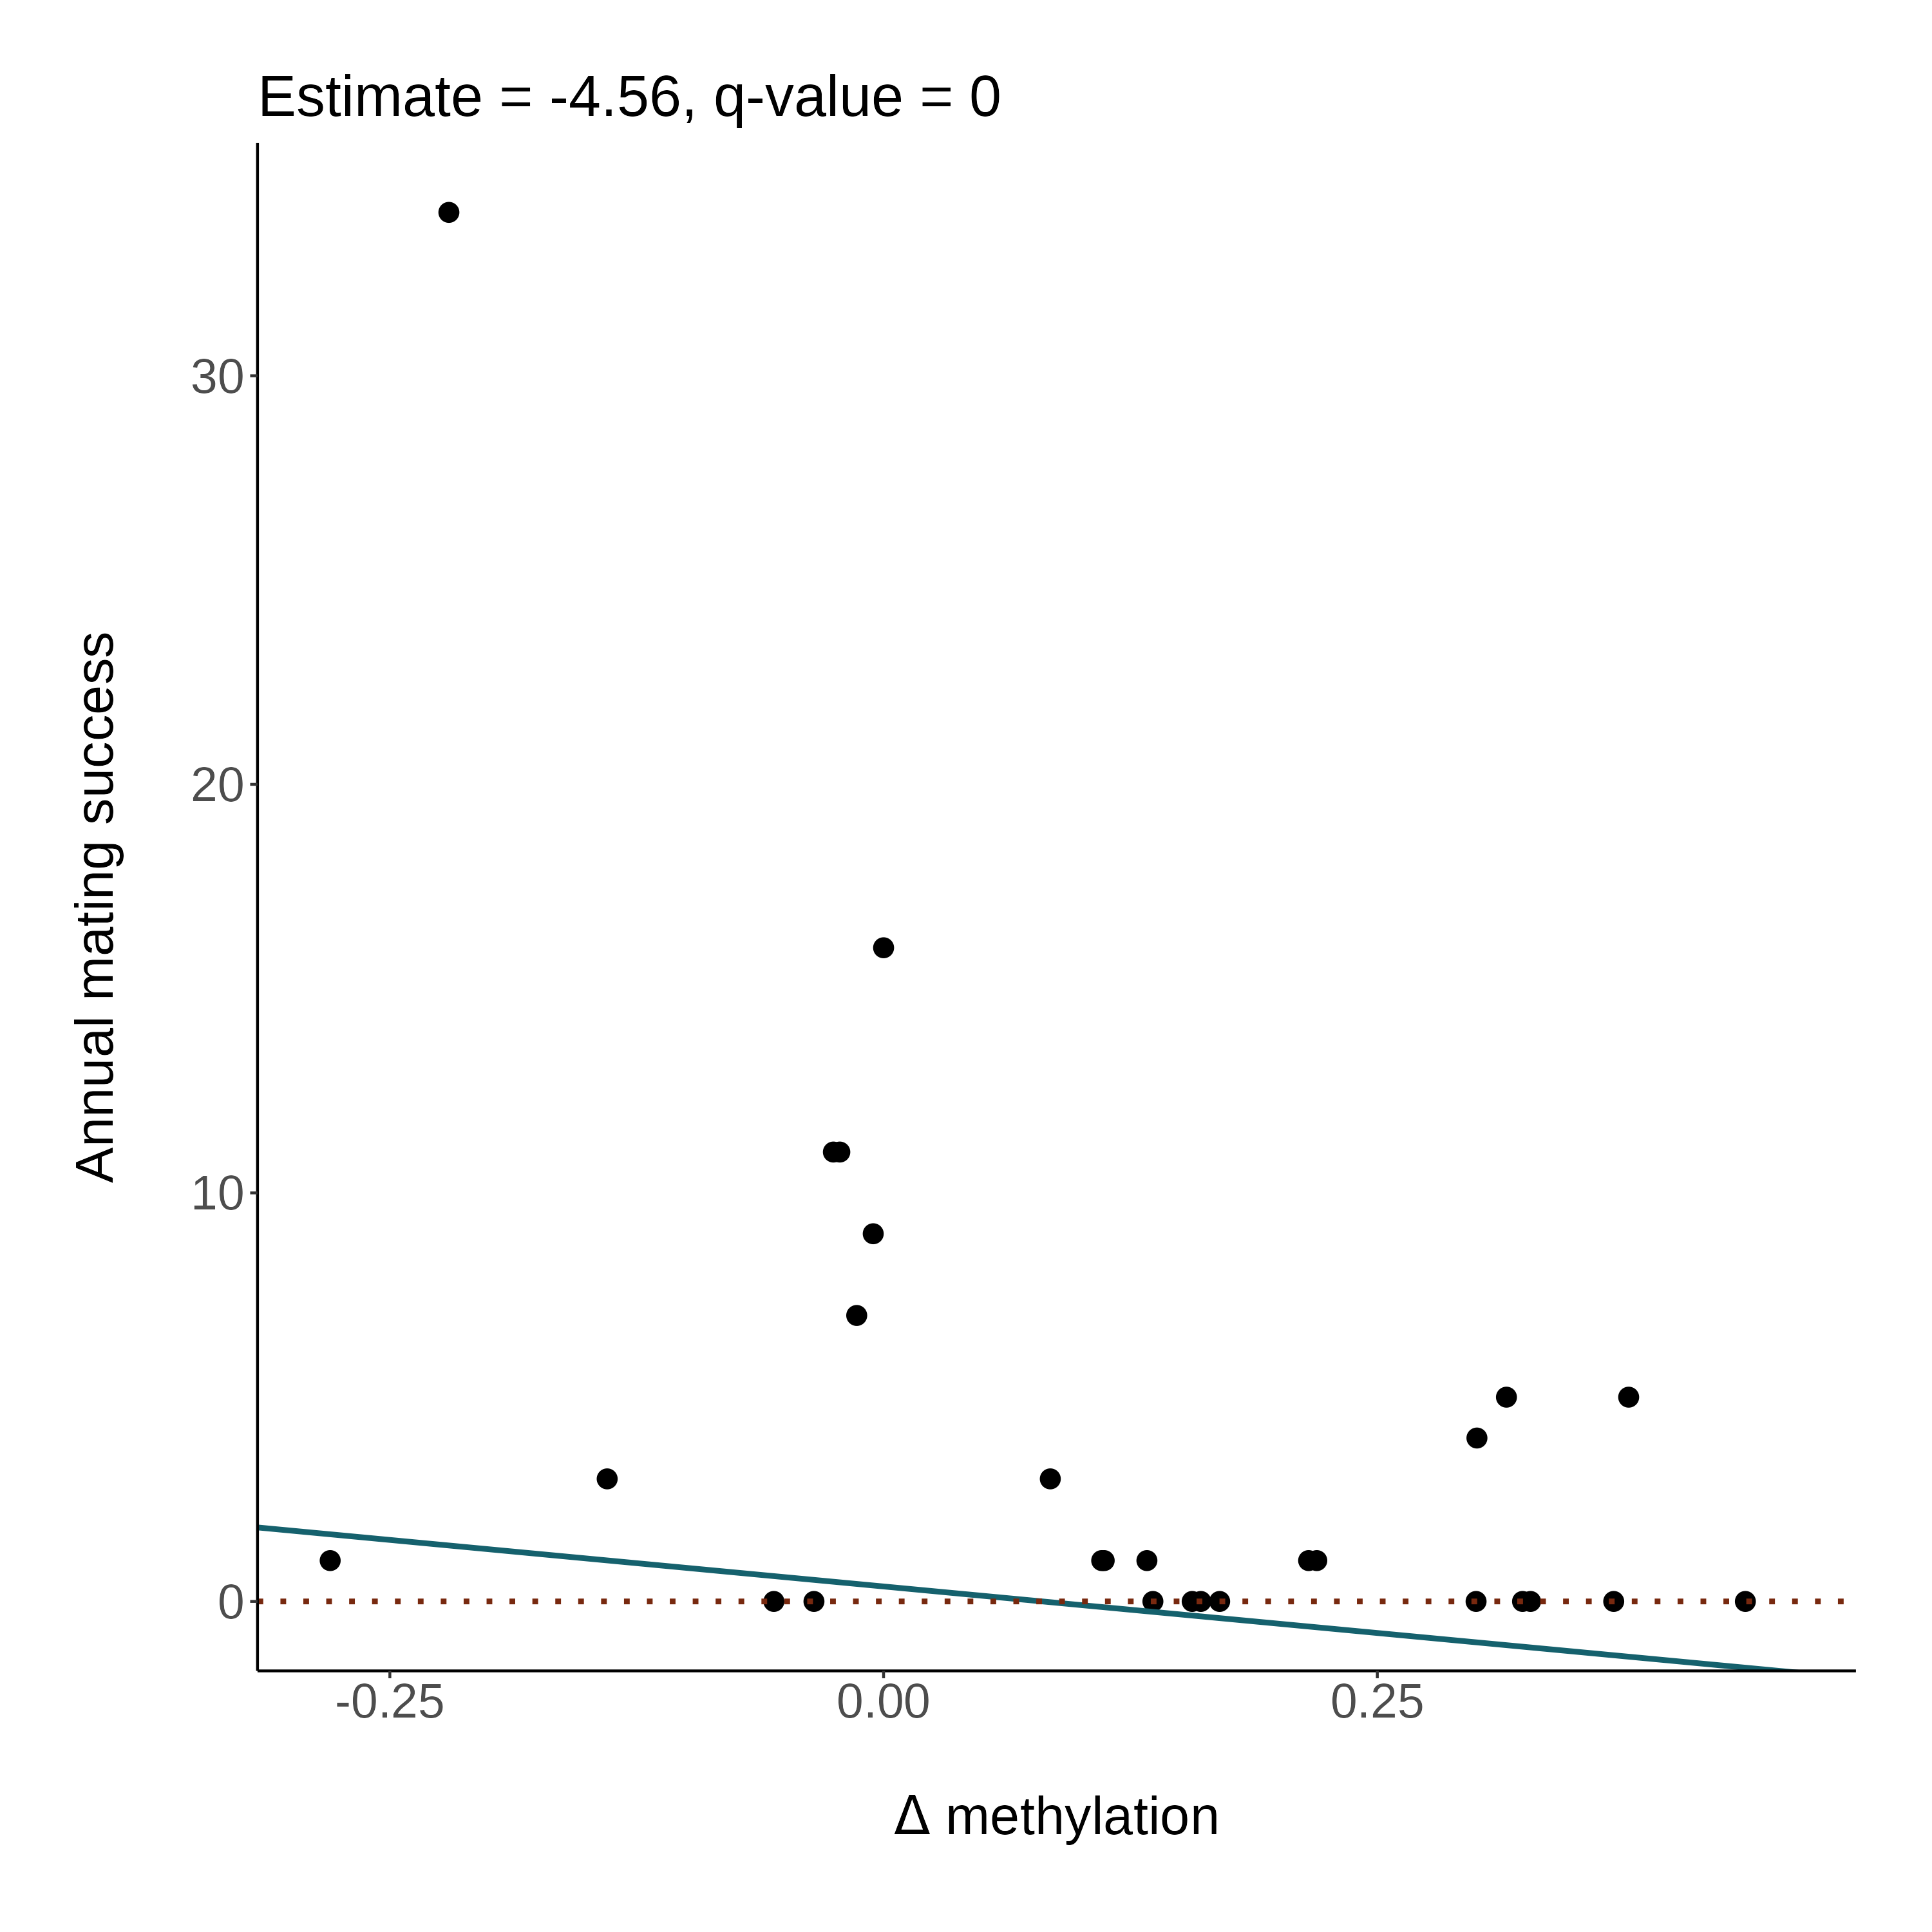 Estimate = -4.56, q-value = 0
Annual mating success
30
20
10
0
-0.25
0.00
0.25
Δ methylation